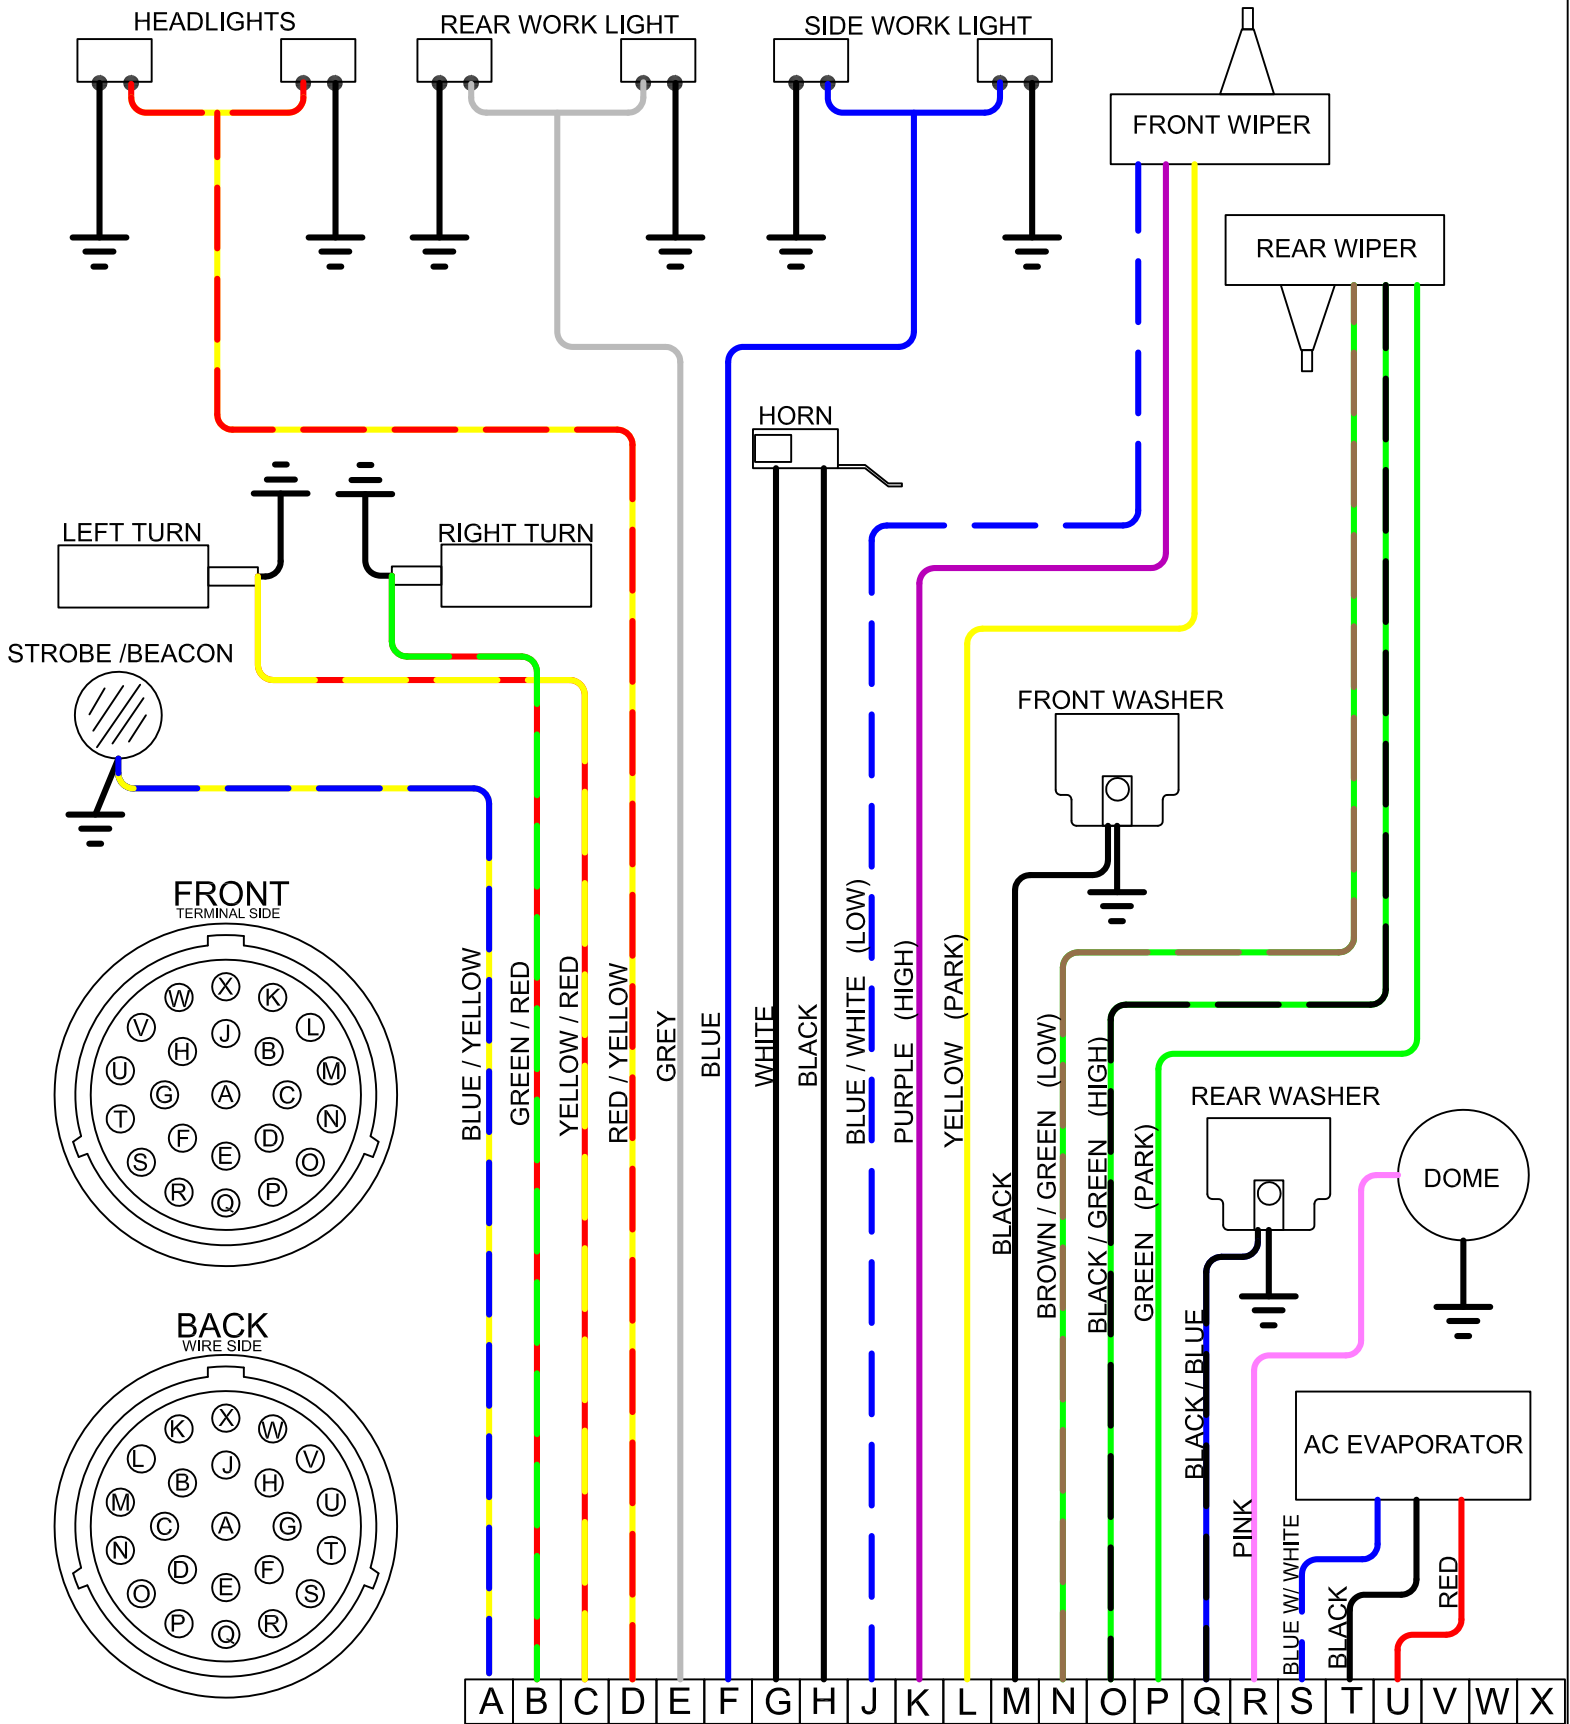 HEADLIGHTS
REAR WORK LIGHT
SIDE WORK LIGHT
FRONT WIPER
REAR WIPER
HORN
LEFT TURN
RIGHT TURN
STROBE /BEACON
FRONT WASHER
FRONT
TERMINAL SIDE
X
W
K
V
L
J
H
B
U
M
G
A
C
T
N
F
D
S
E
O
R
P
Q
BACK
WIRE SIDE
X
K
W
L
V
J
B
H
M
U
C
A
G
N
T
D
F
O
E
S
P
R
Q
BLUE / YELLOW
GREEN / RED
YELLOW / RED
RED / YELLOW
GREY
BLUE
WHITE
BLACK
BLUE / WHITE (LOW)
PURPLE (HIGH)
YELLOW (PARK)
BLACK
BROWN / GREEN (LOW)
BLACK / GREEN (HIGH)
GREEN (PARK)
REAR WASHER
DOME
BLACK / BLUE
PINK
AC EVAPORATOR
BLUE W/ WHITE
BLACK
RED
A B C D E F G H J K L M N O P Q R S T U V W X